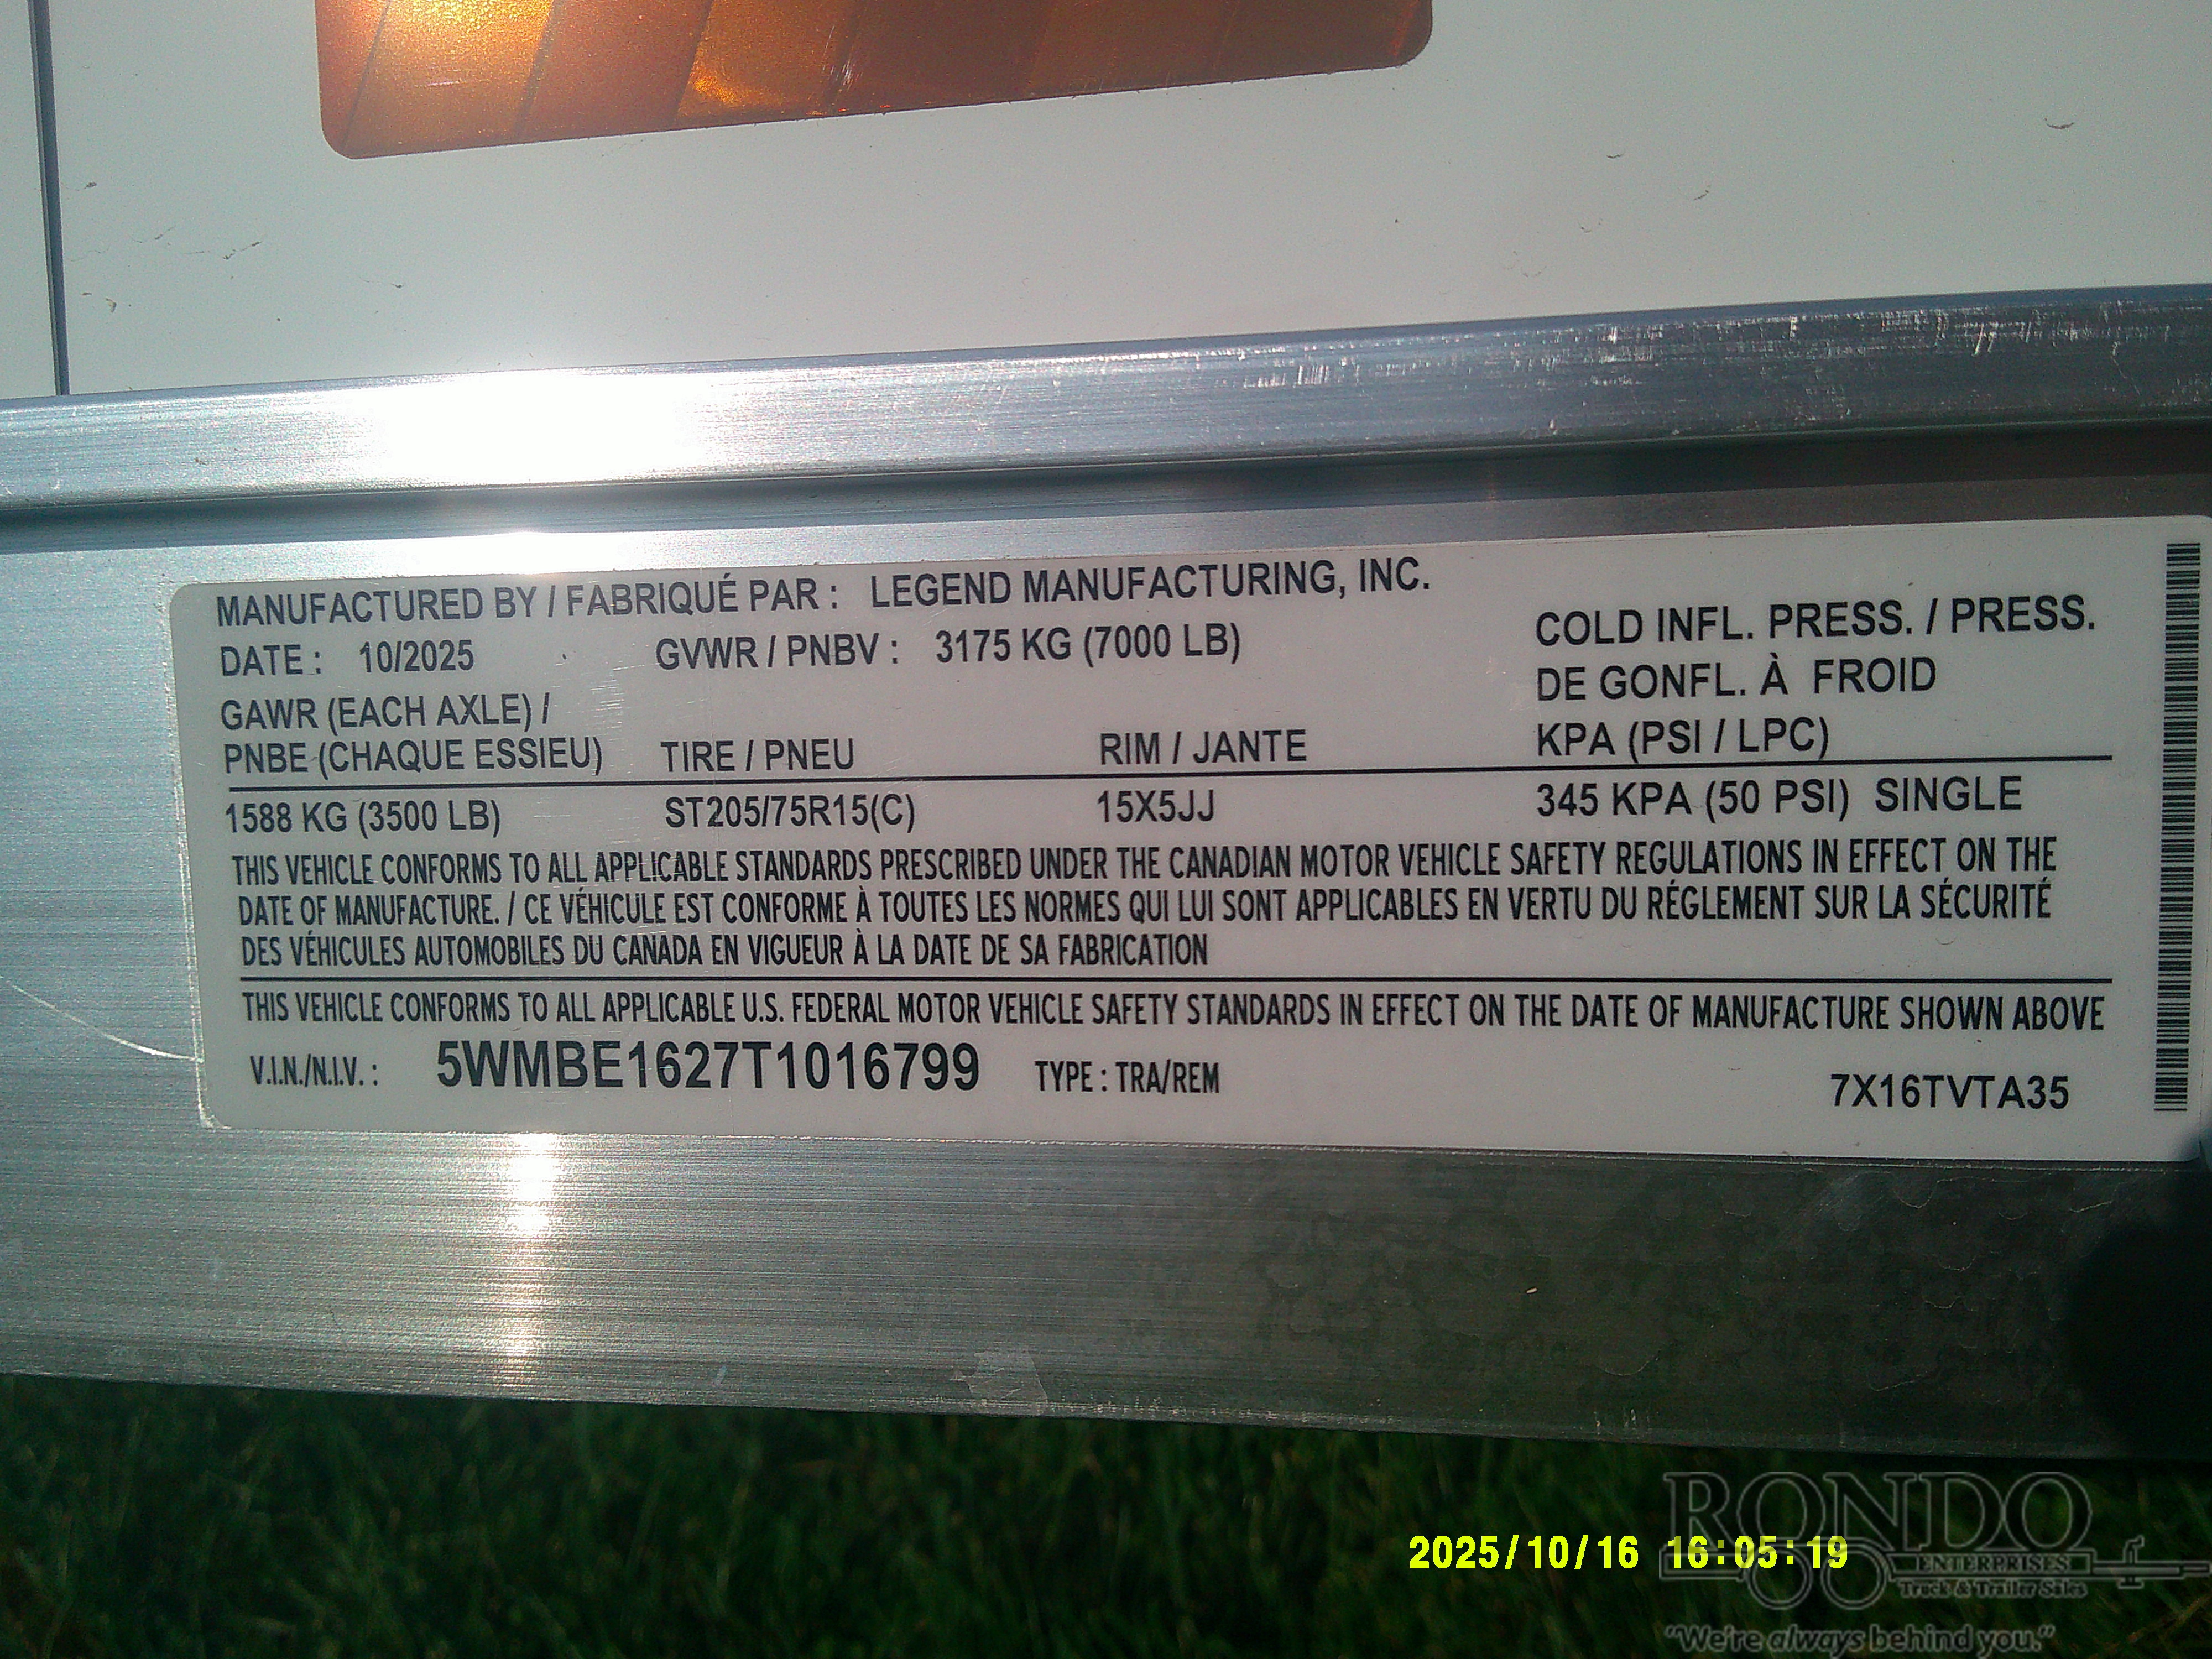 MANUFACTURED BY / FABRIQUÉ PAR : LEGEND MANUFACTURING, INC.
DATE : 10/2025 GVWR / PNBV : 3175 KG (7000 LB)
COLD INFL. PRESS. / PRESS.
DE GONFL. À FROID
KPA (PSI / LPC)
GAWR (EACH AXLE) /
PNBE (CHAQUE ESSIEU) TIRE / PNEU RIM / JANTE
1588 KG (3500 LB) ST205/75R15(C) 15X5JJ 345 KPA (50 PSI) SINGLE
THIS VEHICLE CONFORMS TO ALL APPLICABLE STANDARDS PRESCRIBED UNDER THE CANADIAN MOTOR VEHICLE SAFETY REGULATIONS IN EFFECT ON THE
DATE OF MANUFACTURE. / CE VÉHICULE EST CONFORME À TOUTES LES NORMES QUI LUI SONT APPLICABLES EN VERTU DU RÉGLEMENT SUR LA SÉCURITÉ
DES VÉHICULES AUTOMOBILES DU CANADA EN VIGUEUR À LA DATE DE SA FABRICATION
THIS VEHICLE CONFORMS TO ALL APPLICABLE U.S. FEDERAL MOTOR VEHICLE SAFETY STANDARDS IN EFFECT ON THE DATE OF MANUFACTURE SHOWN ABOVE
V.I.N./N.I.V. : 5WMBE1627T1016799 TYPE : TRA/REM 7X16TVTA35
2025/10/16 16:05:19
RONDO
ENTERPRISES
Truck & Trailer Sales
"We're always behind you."